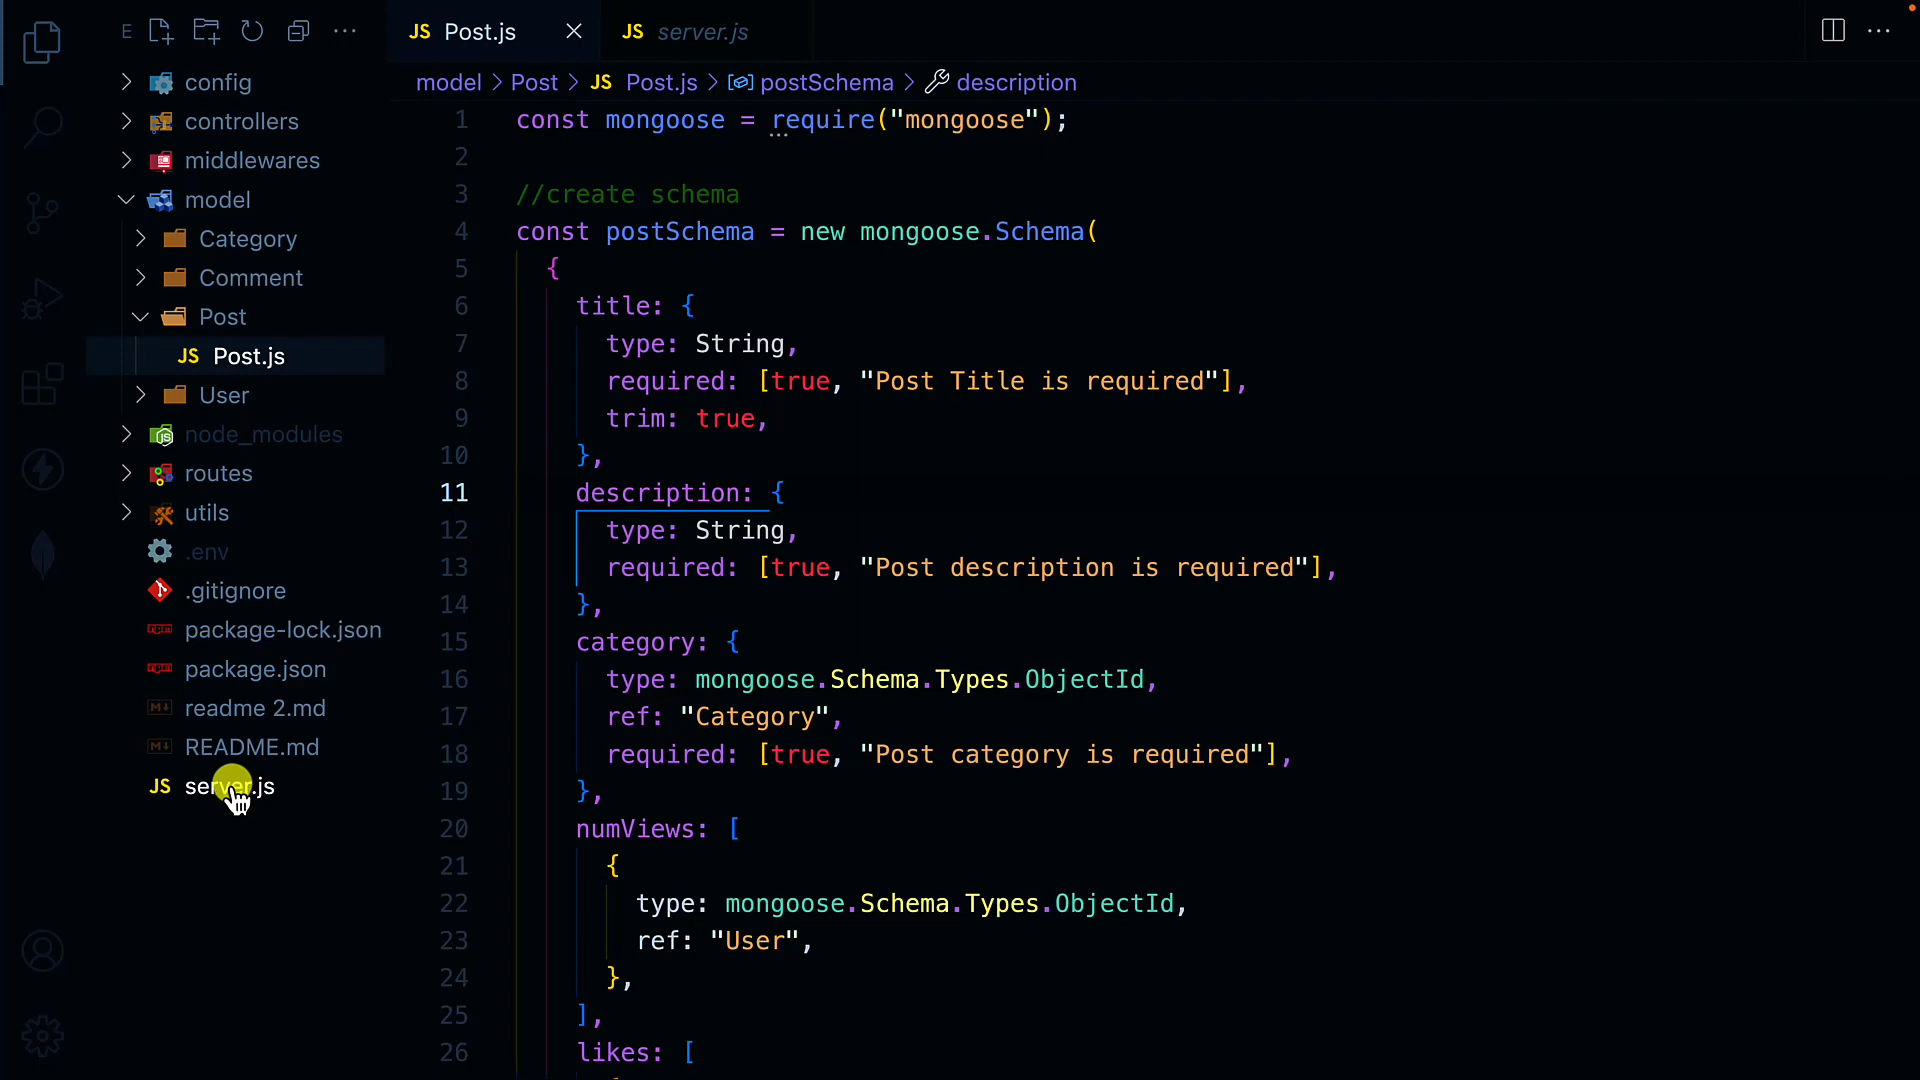 E
config
controllers
middlewares
model
Category
Comment
Post
JS Post.js
User
node_modules
routes
utils
.env
.gitignore
package-lock.json
package.json
readme 2.md
README.md
JS server.js
JS Post.js
JS server.js
model > Post > JS Post.js > postSchema > description
1 const mongoose = require("mongoose");
2
3 //create schema
4 const postSchema = new mongoose.Schema(
5 {
6 title: {
7 type: String,
8 required: [true, "Post Title is required"],
9 trim: true,
10 },
11 description: {
12 type: String,
13 required: [true, "Post description is required"],
14 },
15 category: {
16 type: mongoose.Schema.Types.ObjectId,
17 ref: "Category",
18 required: [true, "Post category is required"],
19 },
20 numViews: [
21 {
22 type: mongoose.Schema.Types.ObjectId,
23 ref: "User",
24 },
25 ],
26 likes: [